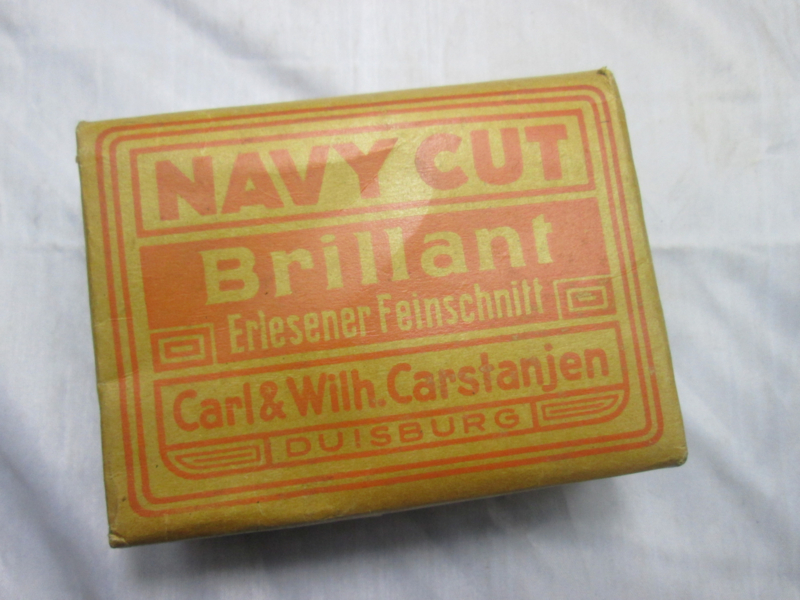 NAVY CUT
Brillant
Erlesener Feinschnitt
Carl & Wilh. Carstanjen
DUISBURG